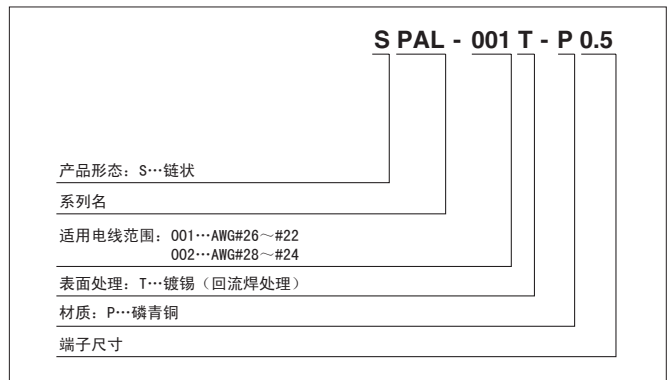 S PAL - 001 T - P 0.5
产品形态：S…链状
系列名
适用电线范围：001…AWG#26～#22
002…AWG#28～#24
表面处理：T…镀锡（回流焊处理）
材质：P…磷青铜
端子尺寸